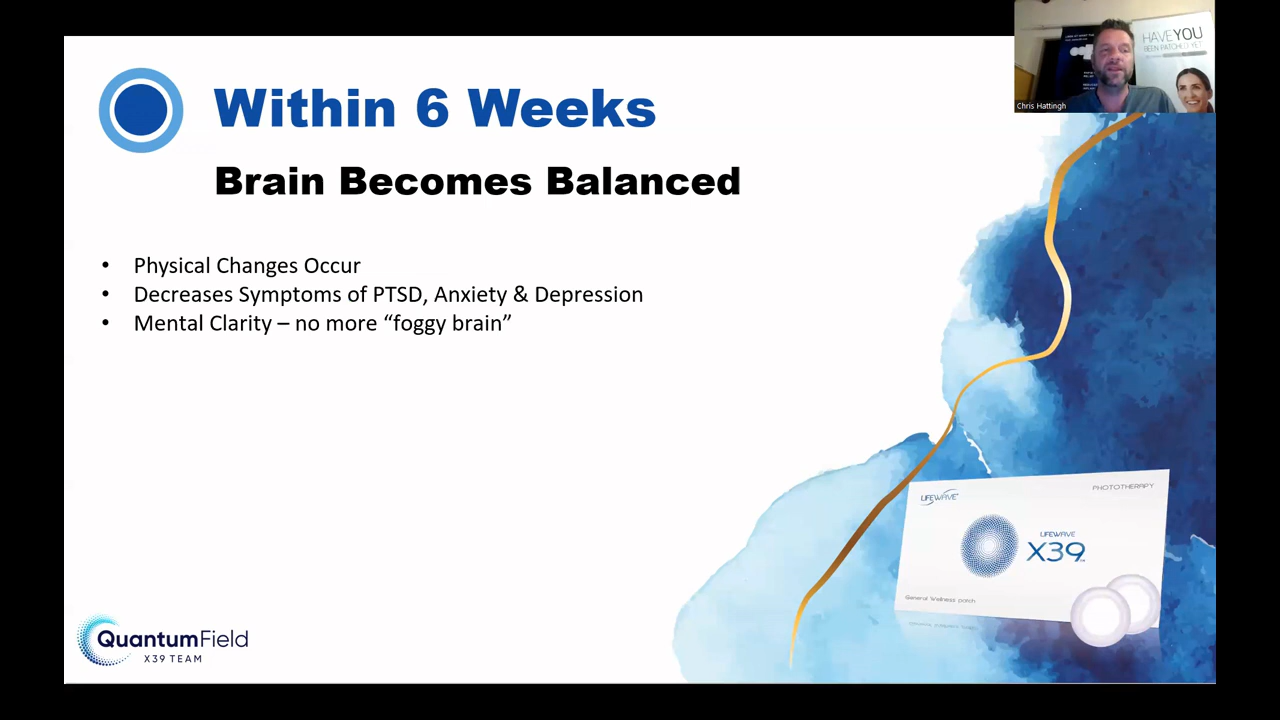 Within 6 Weeks
Brain Becomes Balanced
• Physical Changes Occur
• Decreases Symptoms of PTSD, Anxiety & Depression
• Mental Clarity – no more “foggy brain”
HAVE YOU
BEEN PATCHED YET
Chris Hattingh
LIFEWAVE
PHOTOTHERAPY
LIFEWAVE
X39
General Wellness patch
QuantumField
X39 TEAM